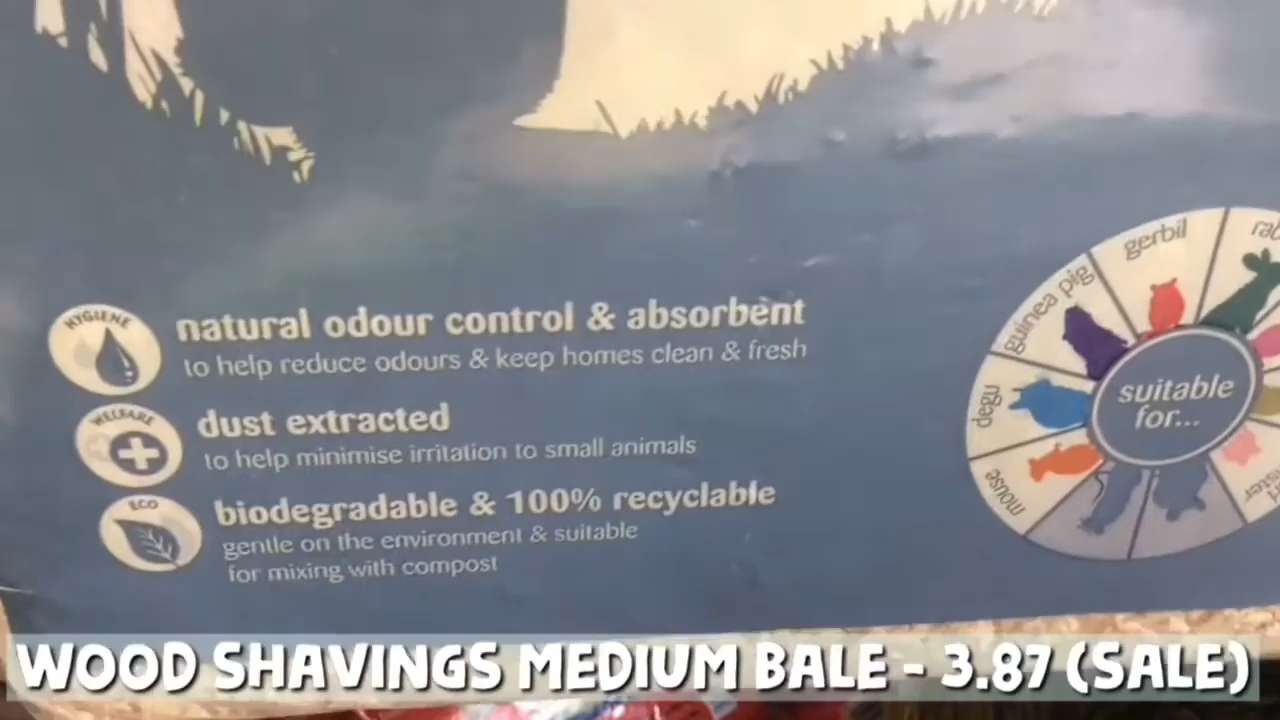 HYGIENE
natural odour control & absorbent
to help reduce odours & keep homes clean & fresh
WELFARE
dust extracted
to help minimise irritation to small animals
ECO
biodegradable & 100% recyclable
gentle on the environment & suitable
for mixing with compost
gerbil
guinea pig
degu
mouse
suitable
for...
WOOD SHAVINGS MEDIUM BALE - 3.87 (SALE)